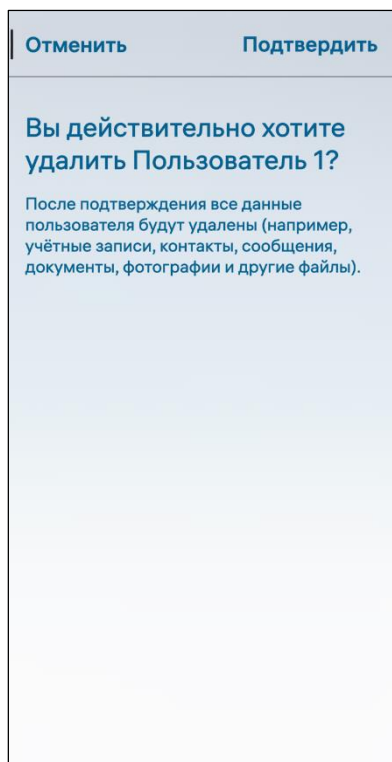 Отменить Подтвердить
Вы действительно хотите
удалить Пользователь 1?
После подтверждения все данные
пользователя будут удалены (например,
учётные записи, контакты, сообщения,
документы, фотографии и другие файлы).